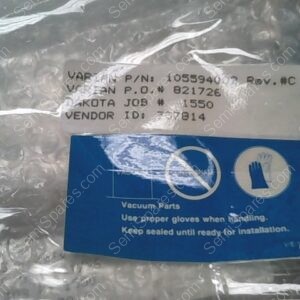 VARIAN P/N: 105594002 Rev.#C
VARIAN P.O.# 821726
DAKOTA JOB # 1550
VENDOR ID: 307814
Vacuum Parts
Use proper gloves when handling.
Keep sealed until ready for installation.